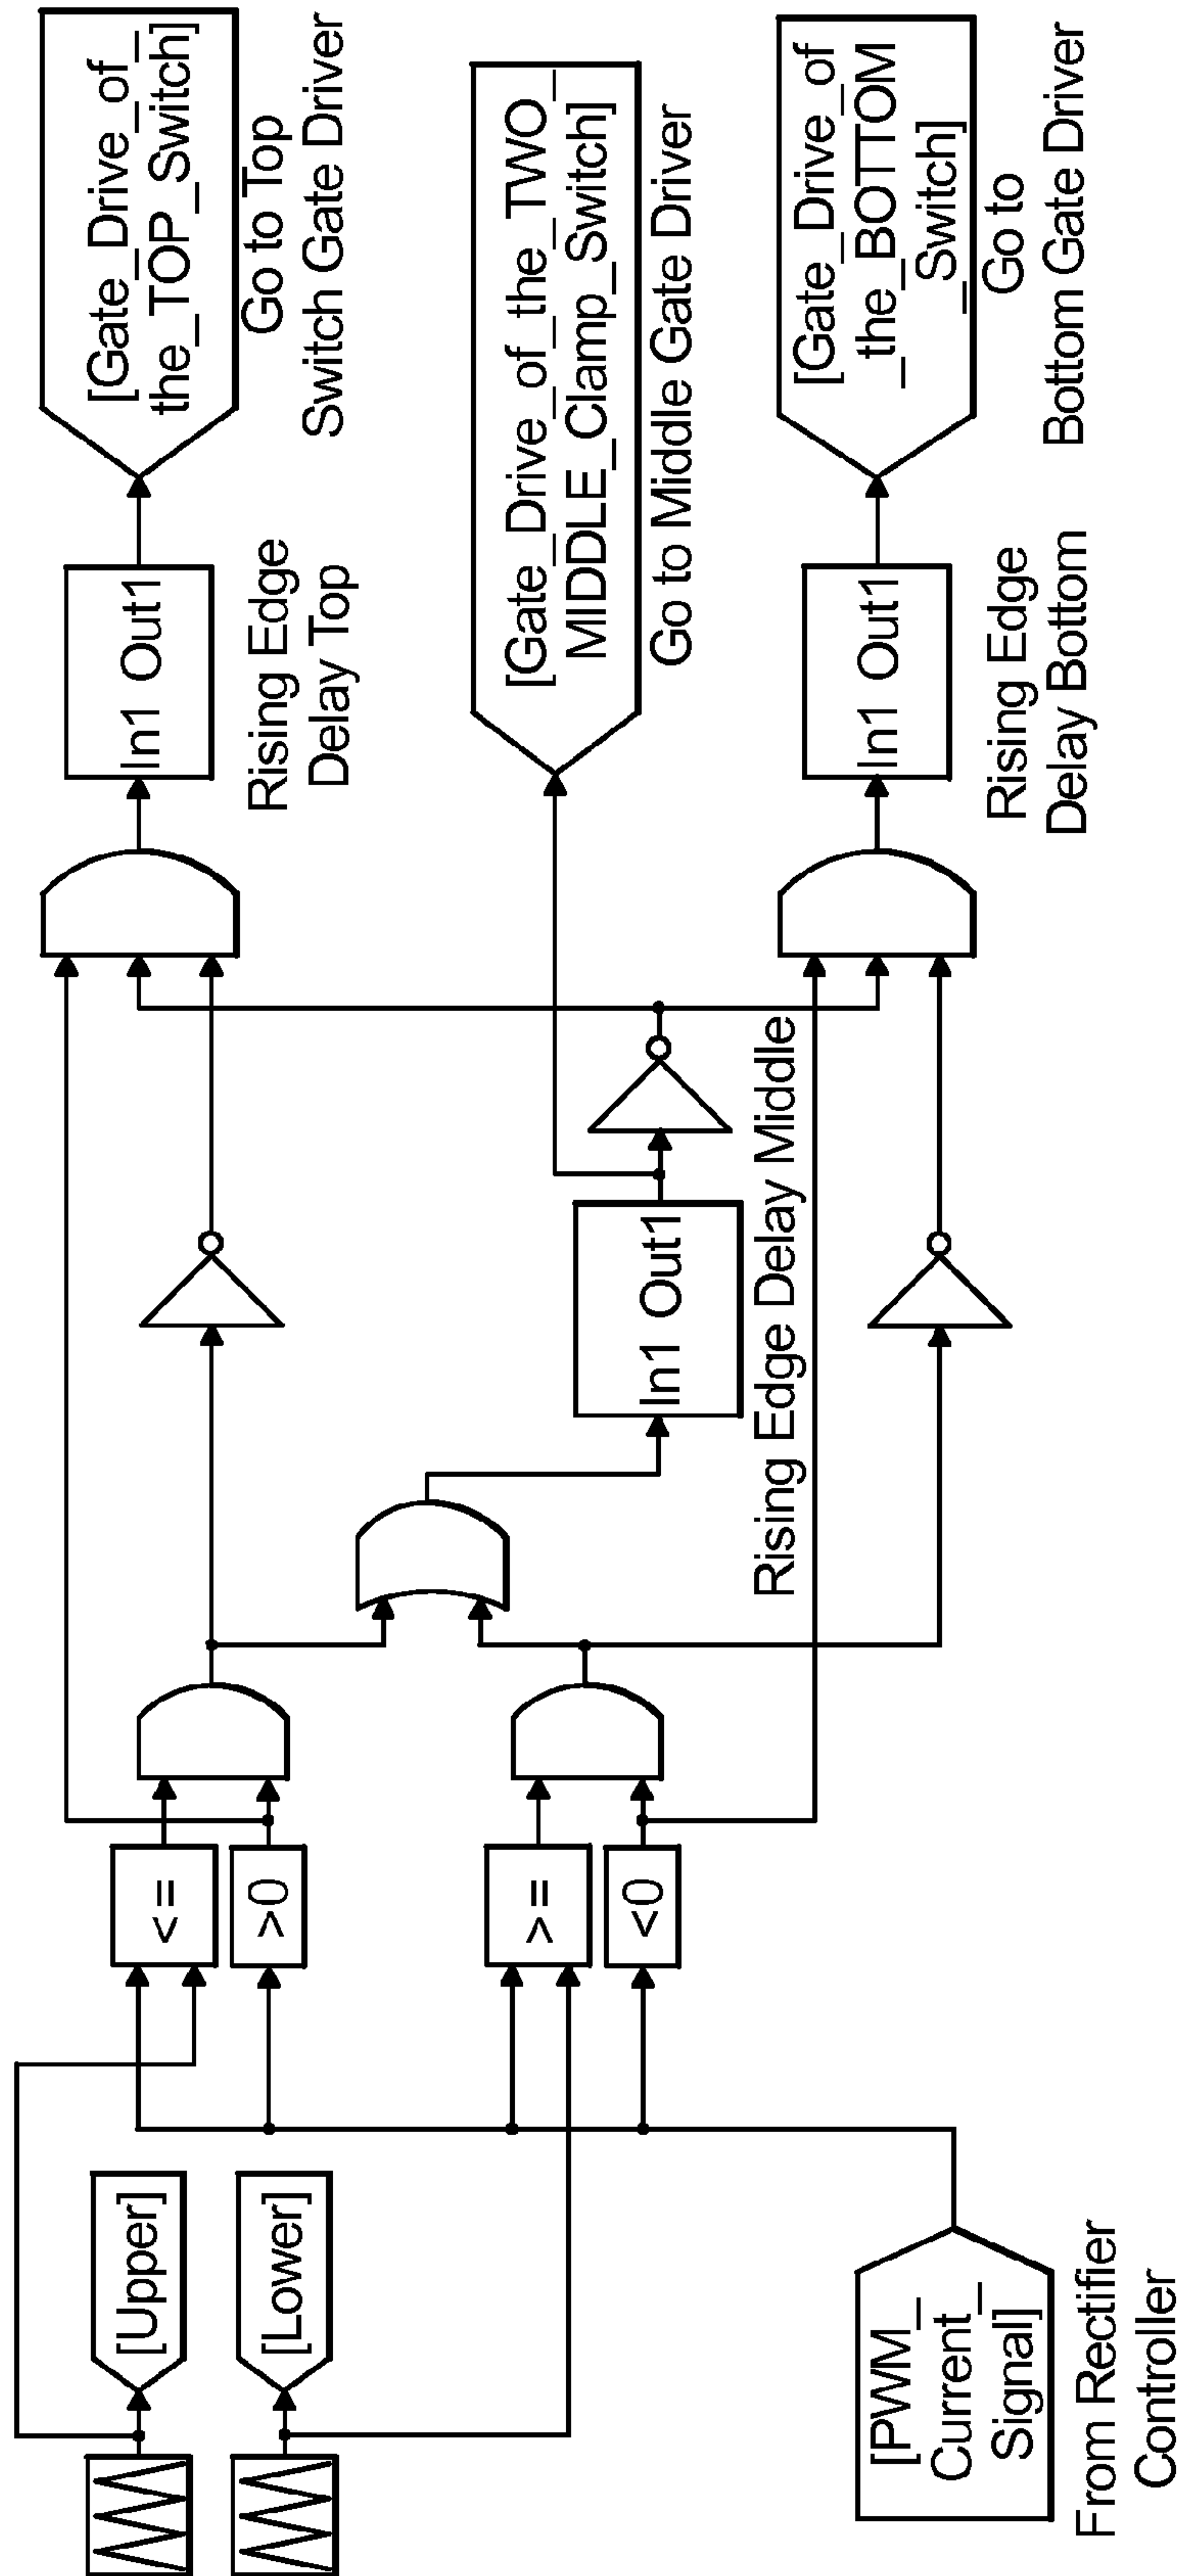 [Upper]
[Lower]
[PWM_
Current_
Signal]
From Rectifier
Controller
<=
>0
>=
<0
In1 Out1
Rising Edge Delay Middle
In1 Out1
Rising Edge
Delay Top
In1 Out1
Rising Edge
Delay Bottom
[Gate_Drive_of_
the_TOP_Switch]
Go to Top
Switch Gate Driver
[Gate_Drive_of_the_TWO_
MIDDLE_Clamp_Switch]
Go to Middle Gate Driver
[Gate_Drive_of
_the_BOTTOM
_Switch]
Go to
Bottom Gate Driver